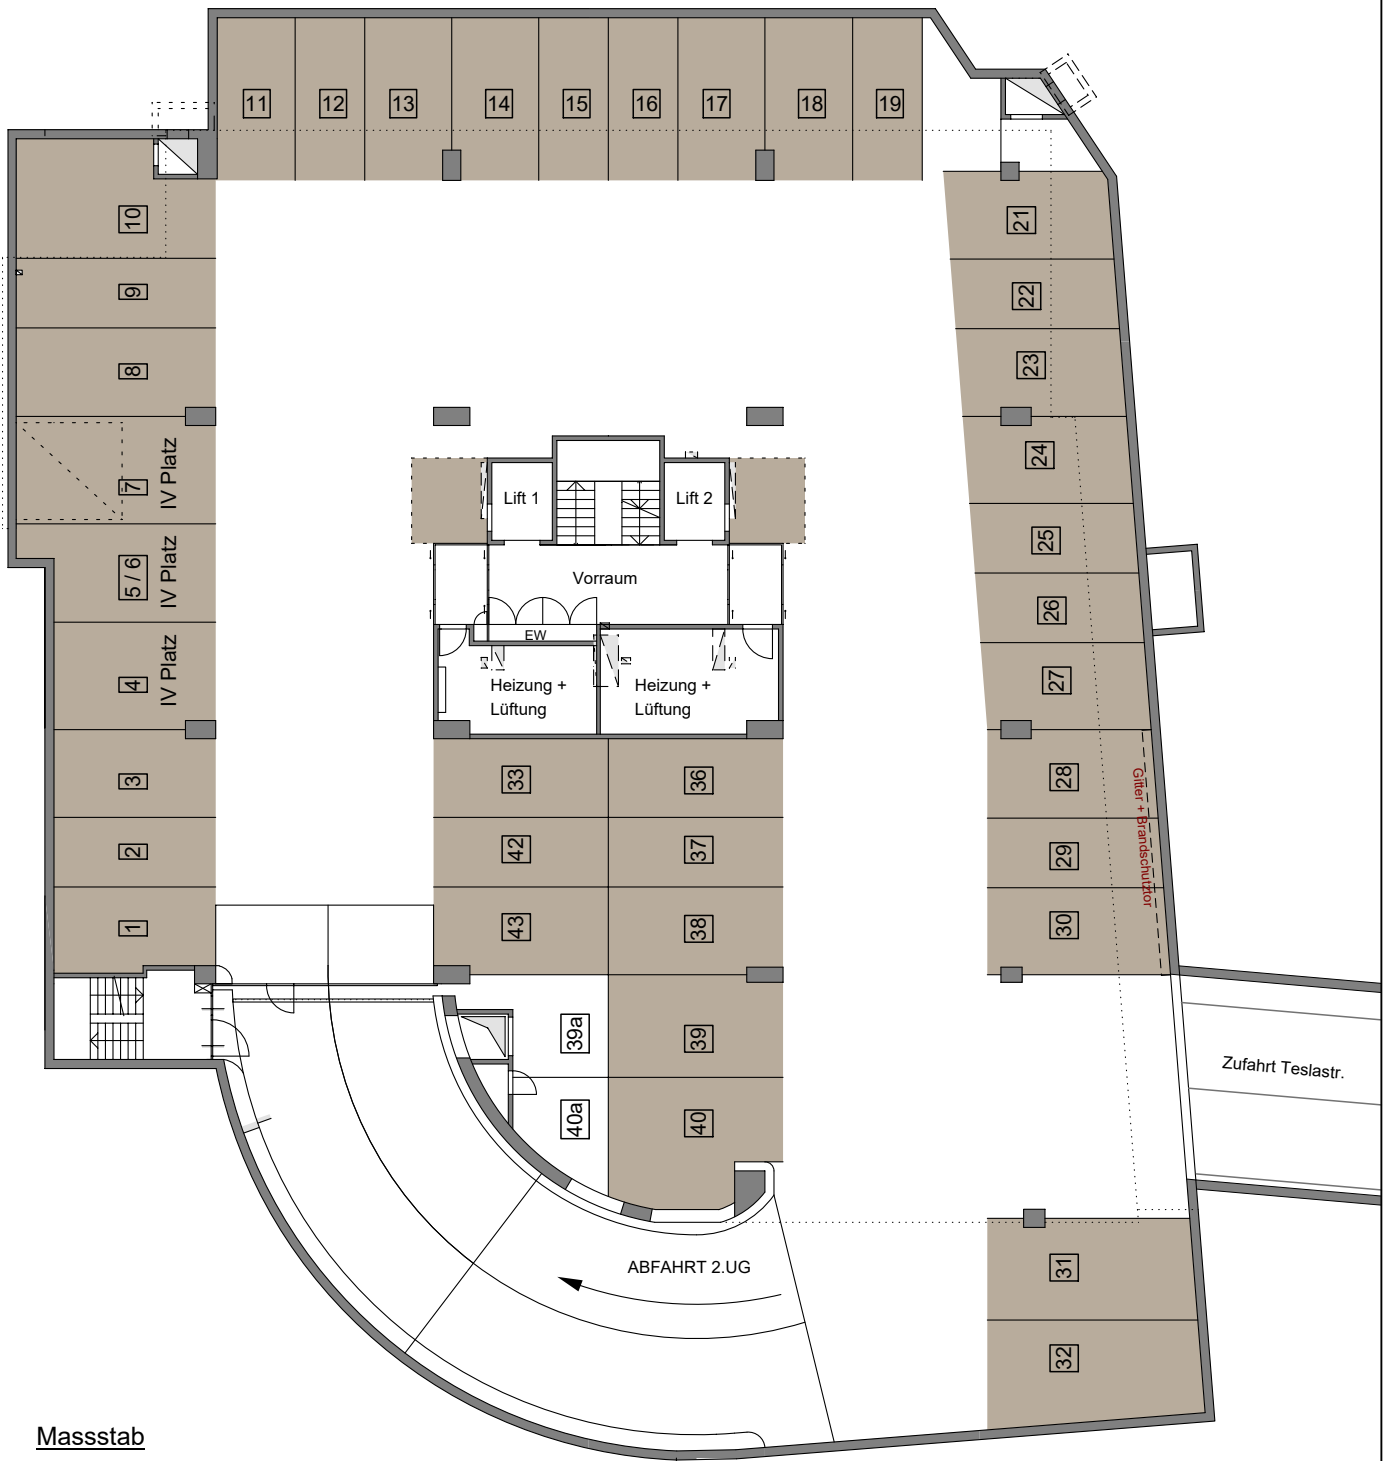 11
12
13
14
15
16
17
18
19
10
9
8
7
IV Platz
5 / 6
IV Platz
4
IV Platz
3
2
1
21
22
23
24
25
26
27
28
29
30
Gitter + Brandschutztor
Lift 1
Lift 2
Vorraum
EW
Heizung +
Lüftung
Heizung +
Lüftung
33
36
42
37
43
38
39a
39
40a
40
Zufahrt Teslastr.
ABFAHRT 2.UG
31
32
Massstab